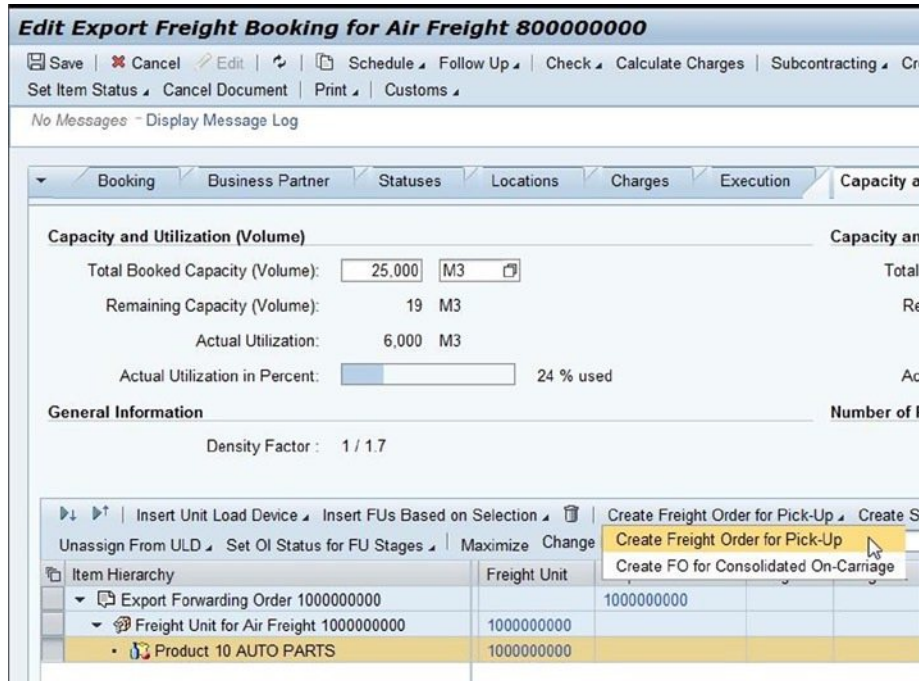 Edit Export Freight Booking for Air Freight 800000000
Save | Cancel Edit | Schedule Follow Up | Check Calculate Charges | Subcontracting
Set Item Status Cancel Document | Print | Customs
No Messages - Display Message Log
Booking Business Partner Statuses Locations Charges Execution Capacity
Capacity and Utilization (Volume) Capacity
Total Booked Capacity (Volume): 25,000 M3 Total
Remaining Capacity (Volume): 19 M3
Actual Utilization: 6,000 M3
Actual Utilization in Percent: 24 % used
General Information Number of
Density Factor : 1 / 1.7
Insert Unit Load Device Insert FUs Based on Selection | Create Freight Order for Pick-Up Create
Unassign From ULD Set OI Status for FU Stages | Maximize Change
Create Freight Order for Pick-Up
Create FO for Consolidated On-Carriage
Item Hierarchy Freight Unit
Export Forwarding Order 1000000000 1000000000
Freight Unit for Air Freight 1000000000 1000000000
Product 10 AUTO PARTS 1000000000